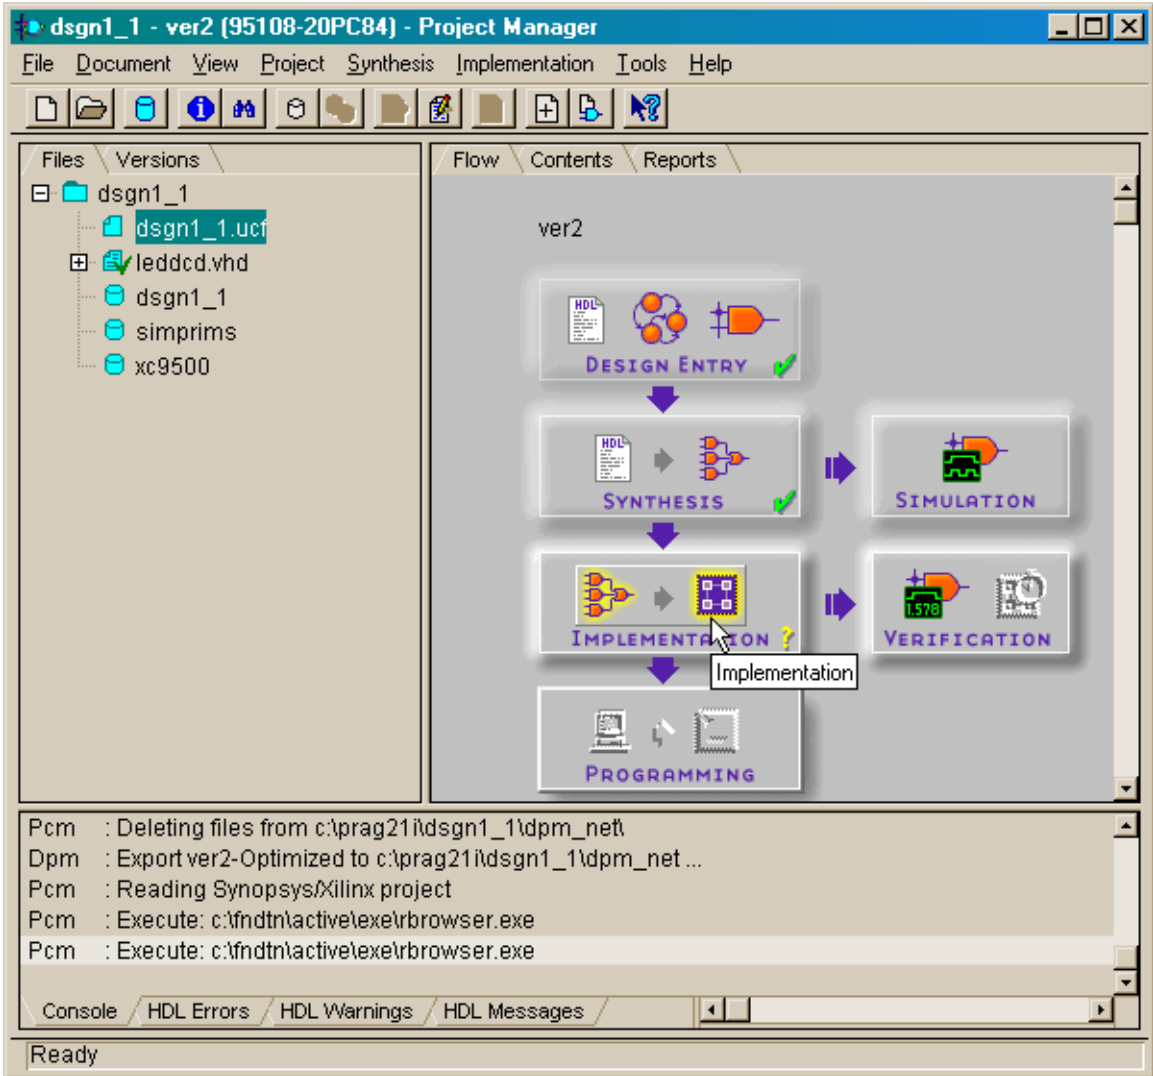 dsgn1_1 - ver2 (95108-20PC84) - Project Manager
File Document View Project Synthesis Implementation Tools Help
Files Versions
dsgn1_1
dsgn1_1.ucf
leddcd.vhd
dsgn1_1
simprims
xc9500
Flow Contents Reports
ver2
HDL
DESIGN ENTRY
HDL
SYNTHESIS
SIMULATION
IMPLEMENTATION ?
Implementation
1.578
VERIFICATION
PROGRAMMING
Pcm : Deleting files from c:\prag21i\dsgn1_1\dpm_net\
Dpm : Export ver2-Optimized to c:\prag21i\dsgn1_1\dpm_net ...
Pcm : Reading Synopsys/Xilinx project
Pcm : Execute: c:\fndtn\active\exe\rbrowser.exe
Pcm : Execute: c:\fndtn\active\exe\rbrowser.exe
Console HDL Errors HDL Warnings HDL Messages
Ready